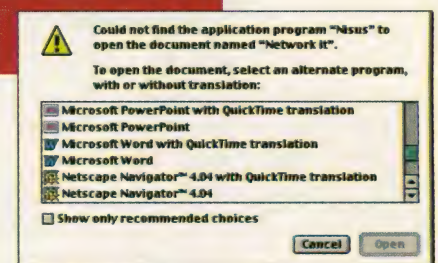 Could not find the application program “Nisus” to
open the document named “Network it”.
To open the document, select an alternate program,
with or without translation:
Microsoft PowerPoint with QuickTime translation
Microsoft PowerPoint
Microsoft Word with QuickTime translation
Microsoft Word
Netscape Navigator™ 4.04 with QuickTime translation
Netscape Navigator™ 4.04
Show only recommended choices
Cancel Open